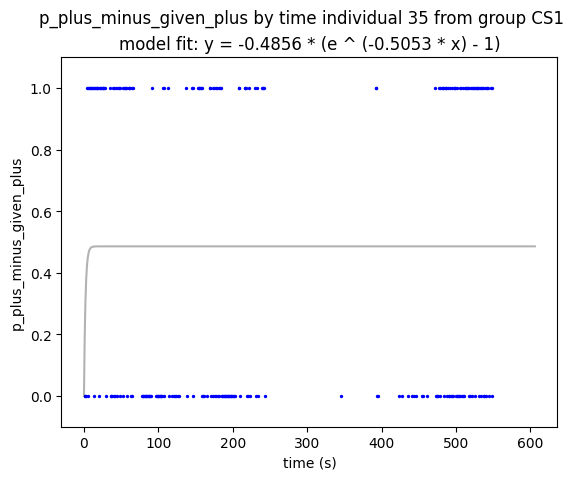 p_plus_minus_given_plus by time individual 35 from group CS1
model fit: y = -0.4856 * (e ^ (-0.5053 * x) - 1)
1.0
0.8
0.6
0.4
0.2
0.0
p_plus_minus_given_plus
0 100 200 300 400 500 600
time (s)